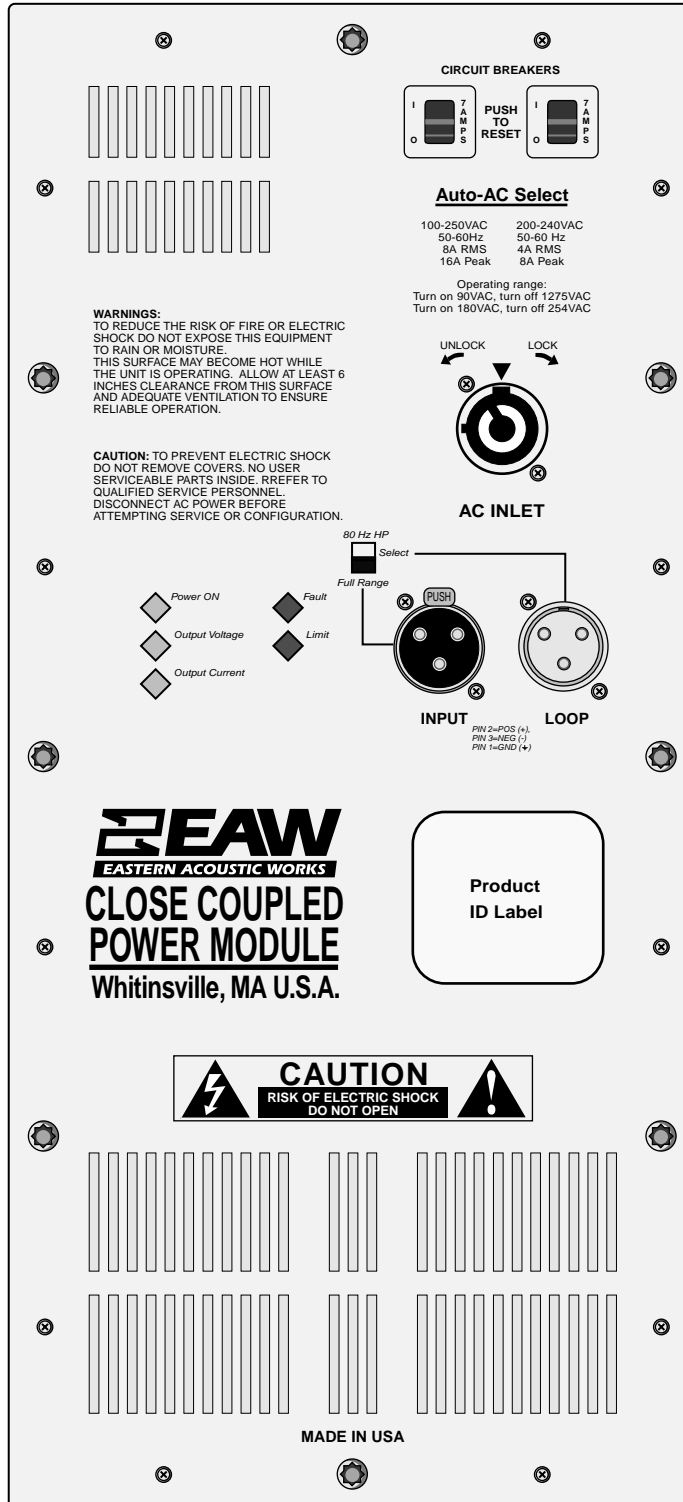 CIRCUIT BREAKERS
I
O
7
A
M
P
S
PUSH
TO
RESET
I
O
7
A
M
P
S
Auto-AC Select
100-250VAC 200-240VAC
50-60Hz 50-60 Hz
8A RMS 4A RMS
16A Peak 8A Peak
Operating range:
Turn on 90VAC, turn off 1275VAC
Turn on 180VAC, turn off 254VAC
WARNINGS:
TO REDUCE THE RISK OF FIRE OR ELECTRIC
SHOCK DO NOT EXPOSE THIS EQUIPMENT
TO RAIN OR MOISTURE.
THIS SURFACE MAY BECOME HOT WHILE
THE UNIT IS OPERATING. ALLOW AT LEAST 6
INCHES CLEARANCE FROM THIS SURFACE
AND ADEQUATE VENTILATION TO ENSURE
RELIABLE OPERATION.
UNLOCK LOCK
CAUTION: TO PREVENT ELECTRIC SHOCK
DO NOT REMOVE COVERS. NO USER
SERVICEABLE PARTS INSIDE. RREFER TO
QUALIFIED SERVICE PERSONNEL.
DISCONNECT AC POWER BEFORE
ATTEMPTING SERVICE OR CONFIGURATION.
AC INLET
80 Hz HP
Select
Full Range
Power ON
Fault
Output Voltage
Limit
Output Current
PUSH
INPUT LOOP
PIN 2=POS (+),
PIN 3=NEG (-)
PIN 1=GND (⏚)
EAW
EASTERN ACOUSTIC WORKS
CLOSE COUPLED
POWER MODULE
Whitinsville, MA U.S.A.
Product
ID Label
CAUTION
RISK OF ELECTRIC SHOCK
DO NOT OPEN
MADE IN USA